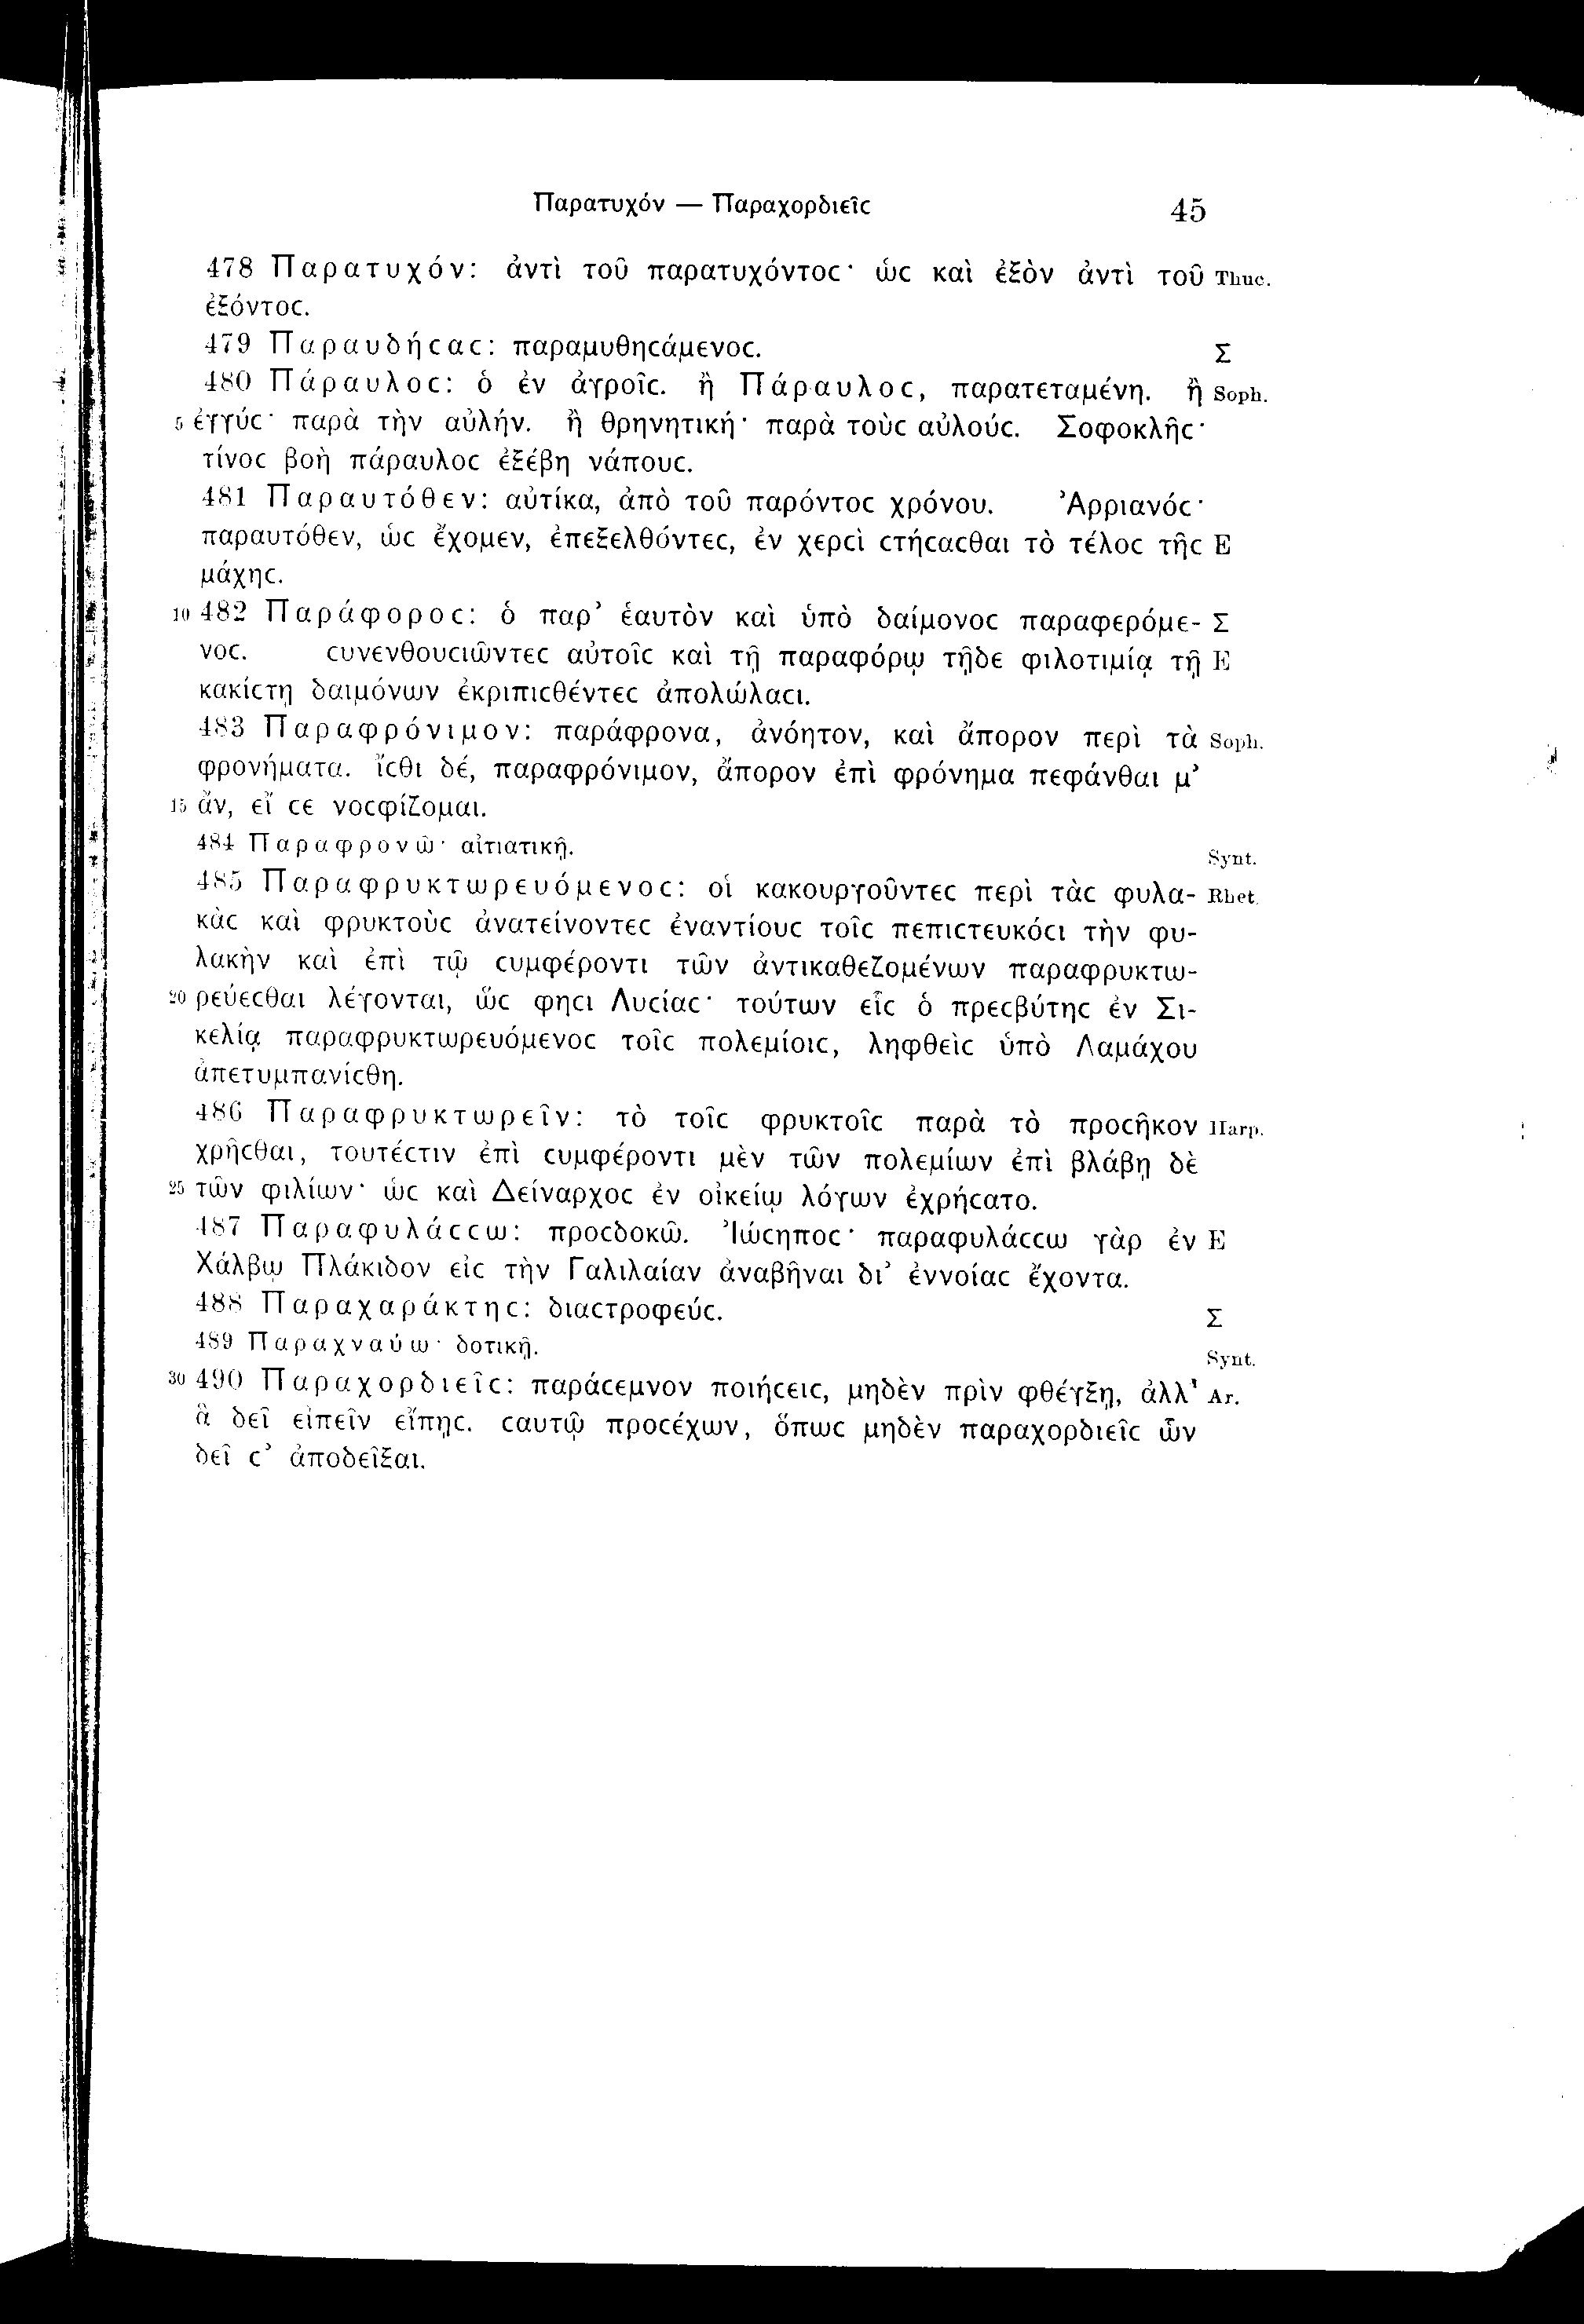 Παρατυχόν — Παραχορδιεῖϲ 45
478 Παρατυχόν: ἀντὶ τοῦ παρατυχόντοϲ· ὡϲ καὶ ἐξὸν ἀντὶ τοῦ Thuc.
ἐξόντοϲ.
479 Παραυδήϲαϲ: παραμυθηϲάμενοϲ. Σ
480 Πάραυλοϲ: ὁ ἐν ἀγροῖϲ. ἢ Πάραυλοϲ, παρατεταμένη. ἢ Soph.
5 ἐγγύϲ· παρὰ τὴν αὐλήν. ἢ θρηνητική· παρὰ τοὺϲ αὐλούϲ. Σοφοκλῆϲ·
τίνοϲ βοὴ πάραυλοϲ ἐξέβη νάπουϲ.
481 Παραυτόθεν: αὐτίκα, ἀπὸ τοῦ παρόντοϲ χρόνου. Ἀρριανόϲ·
παραυτόθεν, ὡϲ ἔχομεν, ἐπεξελθόντεϲ, ἐν χερϲὶ ϲτήϲαϲθαι τὸ τέλοϲ τῆϲ E
μάχηϲ.
10 482 Παράφοροϲ: ὁ παρ’ ἑαυτὸν καὶ ὑπὸ δαίμονοϲ παραφερόμε- Σ
νοϲ. ϲυνενθουϲιῶντεϲ αὐτοῖϲ καὶ τῇ παραφόρῳ τῇδε φιλοτιμίᾳ τῇ E
κακίϲτῃ δαιμόνων ἐκριπιϲθέντεϲ ἀπολώλαϲι.
483 Παραφρόνιμον: παράφρονα, ἀνόητον, καὶ ἄπορον περὶ τὰ Soph.
φρονήματα. ἴϲθι δέ, παραφρόνιμον, ἄπορον ἐπὶ φρόνημα πεφάνθαι μ’
15 ἄν, εἴ ϲε νοϲφίζομαι.
484 Παραφρονῶ· αἰτιατικῇ. Synt.
485 Παραφρυκτωρευόμενοϲ: οἱ κακουργοῦντεϲ περὶ τὰϲ φυλα- Rhet.
κὰϲ καὶ φρυκτοὺϲ ἀνατείνοντεϲ ἐναντίουϲ τοῖϲ πεπιϲτευκόϲι τὴν φυ-
λακὴν καὶ ἐπὶ τῷ ϲυμφέροντι τῶν ἀντικαθεζομένων παραφρυκτω-
20 ρεύεϲθαι λέγονται, ὥϲ φηϲι Λυϲίαϲ· τούτων εἷϲ ὁ πρεϲβύτηϲ ἐν Σι-
κελίᾳ παραφρυκτωρευόμενοϲ τοῖϲ πολεμίοιϲ, ληφθεὶϲ ὑπὸ Λαμάχου
ἀπετυμπανίϲθη.
486 Παραφρυκτωρεῖν: τὸ τοῖϲ φρυκτοῖϲ παρὰ τὸ προϲῆκον Harp.
χρῆϲθαι, τουτέϲτιν ἐπὶ ϲυμφέροντι μὲν τῶν πολεμίων ἐπὶ βλάβῃ δὲ
25 τῶν φιλίων· ὡϲ καὶ Δείναρχοϲ ἐν οἰκείῳ λόγων ἐχρήϲατο.
487 Παραφυλάϲϲω: προϲδοκῶ. Ἰώϲηποϲ· παραφυλάϲϲω γὰρ ἐν E
Χάλβῳ Πλάκιδον εἰϲ τὴν Γαλιλαίαν ἀναβῆναι δι’ ἐννοίαϲ ἔχοντα.
488 Παραχαράκτηϲ: διαϲτροφεύϲ. Σ
489 Παραχναύω· δοτικῇ. Synt.
30 490 Παραχορδιεῖϲ: παράϲεμνον ποιήϲειϲ, μηδὲν πρὶν φθέγξῃ, ἀλλ’ Ar.
ἃ δεῖ εἰπεῖν εἴπῃϲ. ϲαυτῷ προϲέχων, ὅπωϲ μηδὲν παραχορδιεῖϲ ὧν
δεῖ ϲ’ ἀποδεῖξαι.